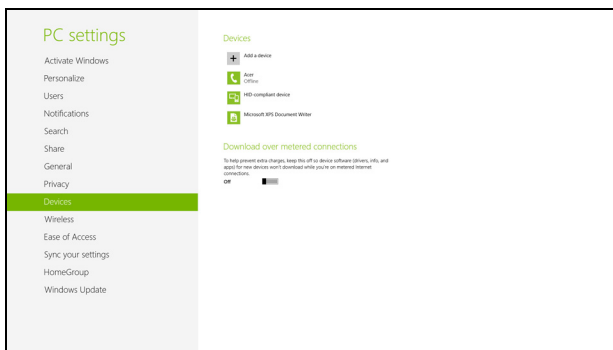 PC settings
Activate Windows
Personalize
Users
Notifications
Search
Share
General
Privacy
Devices
Wireless
Ease of Access
Sync your settings
HomeGroup
Windows Update
Devices
Add a device
Acer
Offline
HID-compliant device
Microsoft XPS Document Writer
Download over metered connections
To help prevent extra charges, keep this off so device software (drivers, info, and
apps) for new devices won't download while you're on metered Internet
connections.
Off